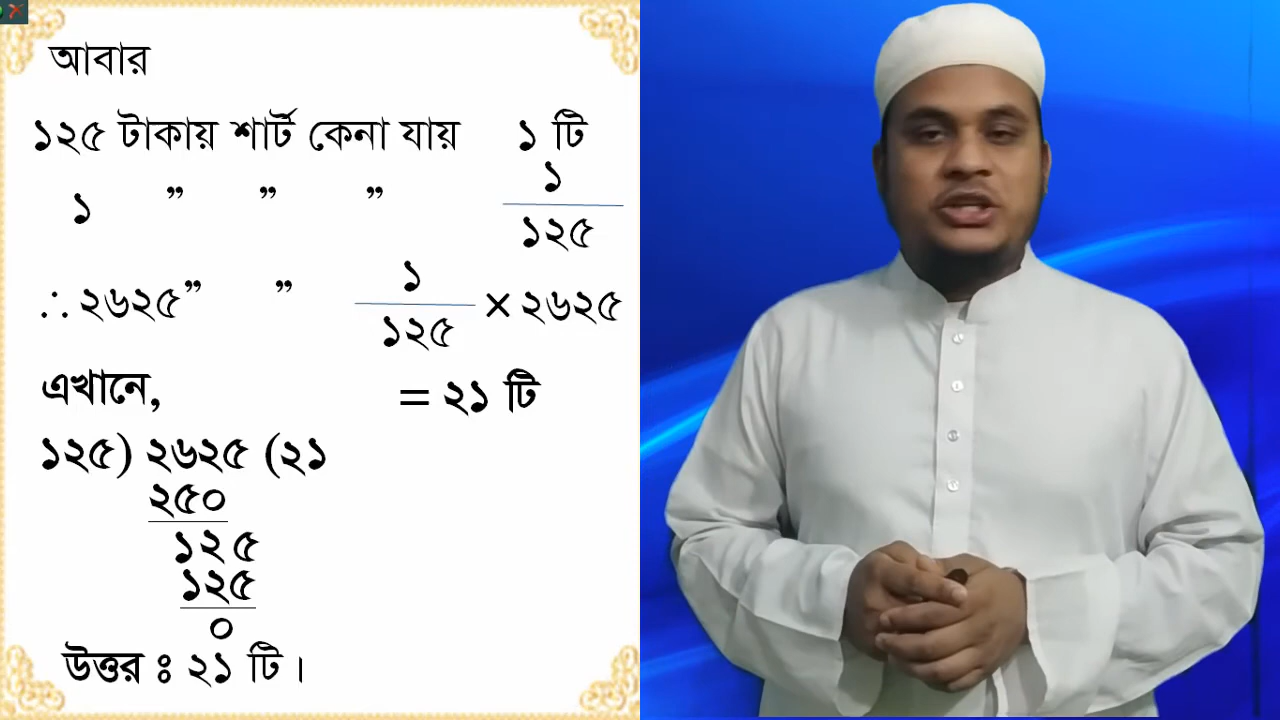 আবার
১২৫ টাকায় শার্ট কেনা যায় ১ টি
১ ” ” ” ১/১২৫
∴ ২৬২৫ ” ” ১/১২৫ × ২৬২৫
এখানে, = ২১ টি
১২৫) ২৬২৫ (২১
২৫০
১২৫
১২৫
০
উত্তর ঃ ২১ টি।